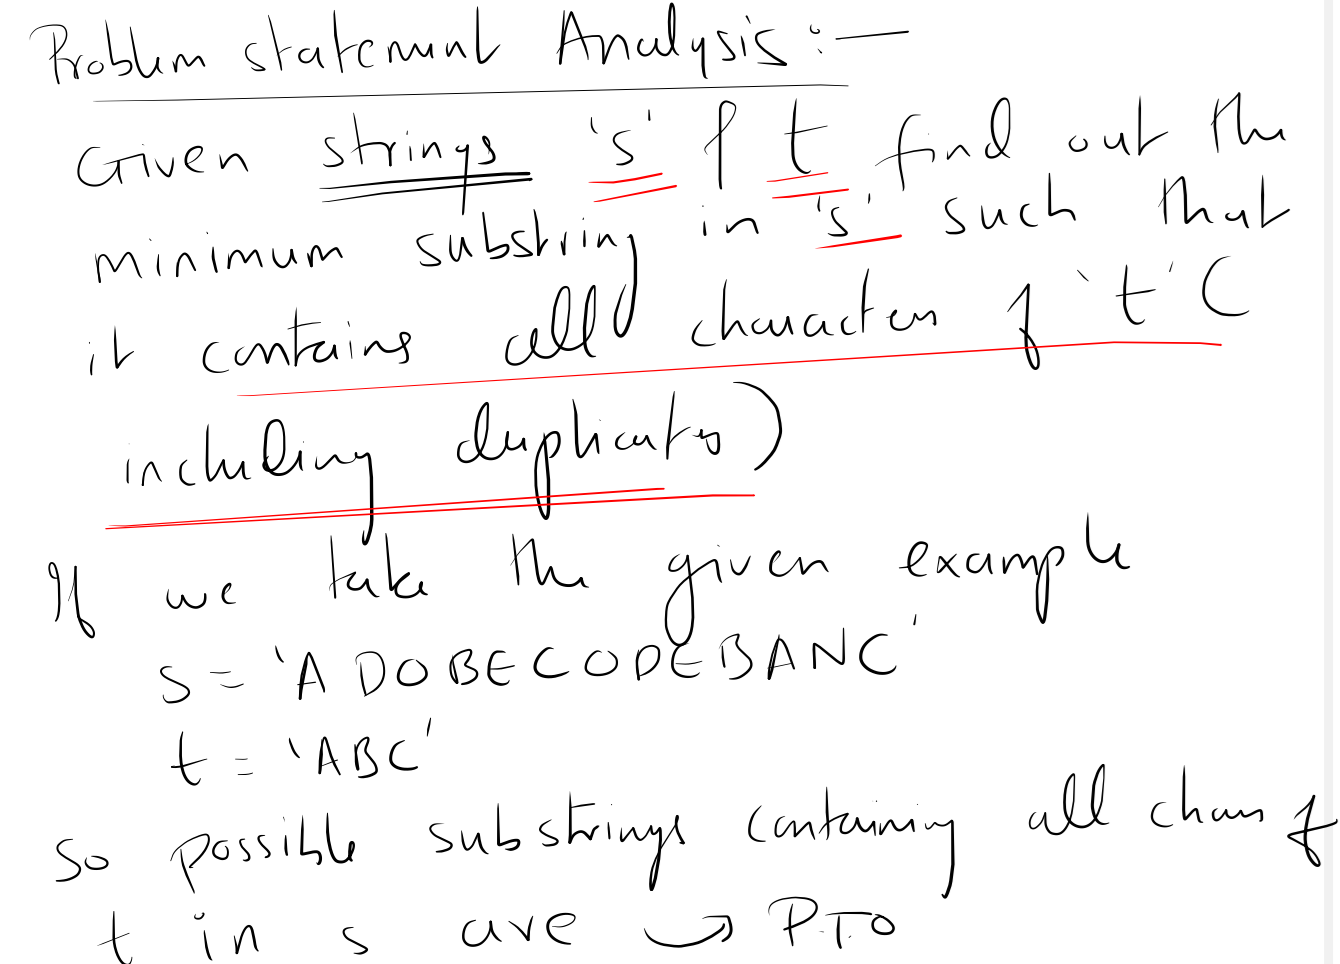 Problem statement Analysis :—
Given strings 's' & t find out the
minimum substring in 's' such that
it contains all characters of 't' (
including duplicates)
If we take the given example
s = 'ADOBECODEBANC'
t = 'ABC'
So possible substrings containing all chars of
t in s are → P.T.O